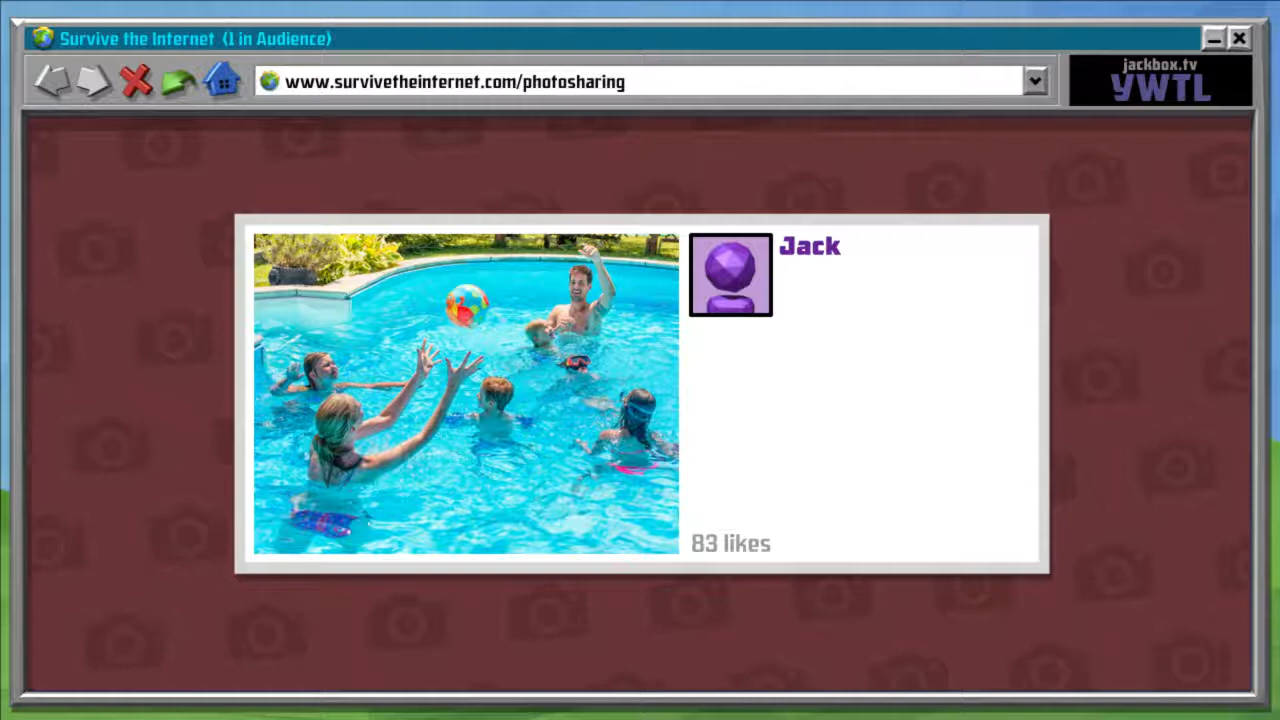 Survive the Internet (1 in Audience)
www.survivetheinternet.com/photosharing
jackbox.tv
YWTL
Jack
83 likes